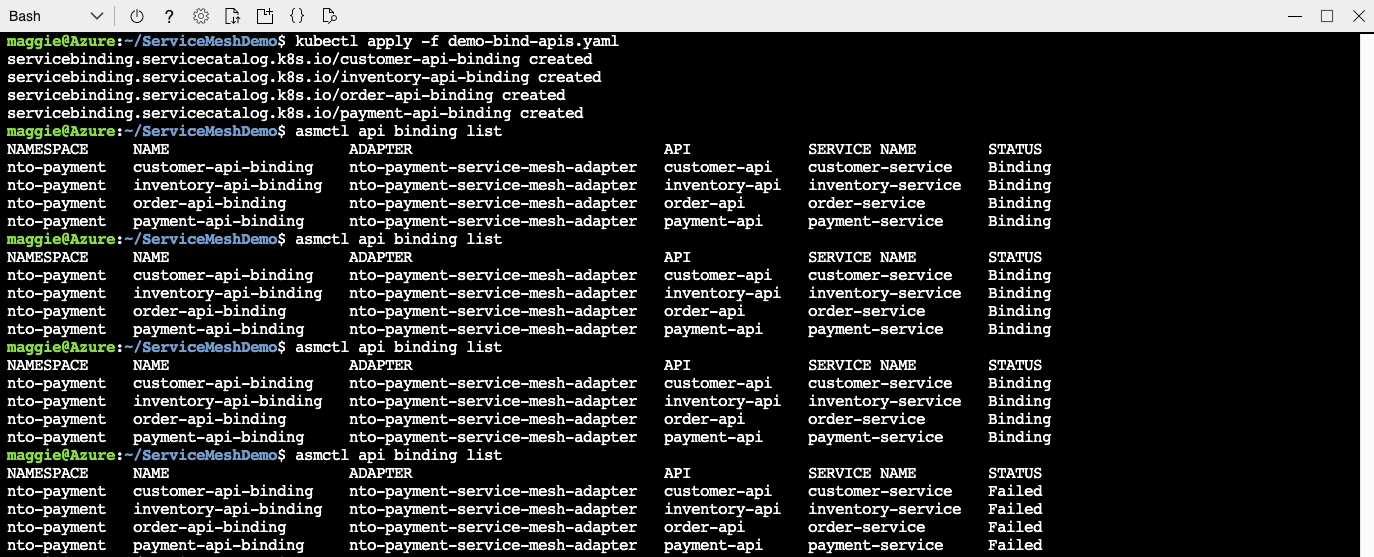 Bash
maggie@Azure:~/ServiceMeshDemo$ kubectl apply -f demo-bind-apis.yaml
servicebinding.servicecatalog.k8s.io/customer-api-binding created
servicebinding.servicecatalog.k8s.io/inventory-api-binding created
servicebinding.servicecatalog.k8s.io/order-api-binding created
servicebinding.servicecatalog.k8s.io/payment-api-binding created
maggie@Azure:~/ServiceMeshDemo$ asmctl api binding list
NAMESPACE NAME ADAPTER API SERVICE NAME STATUS
nto-payment customer-api-binding nto-payment-service-mesh-adapter customer-api customer-service Binding
nto-payment inventory-api-binding nto-payment-service-mesh-adapter inventory-api inventory-service Binding
nto-payment order-api-binding nto-payment-service-mesh-adapter order-api order-service Binding
nto-payment payment-api-binding nto-payment-service-mesh-adapter payment-api payment-service Binding
maggie@Azure:~/ServiceMeshDemo$ asmctl api binding list
NAMESPACE NAME ADAPTER API SERVICE NAME STATUS
nto-payment customer-api-binding nto-payment-service-mesh-adapter customer-api customer-service Binding
nto-payment inventory-api-binding nto-payment-service-mesh-adapter inventory-api inventory-service Binding
nto-payment order-api-binding nto-payment-service-mesh-adapter order-api order-service Binding
nto-payment payment-api-binding nto-payment-service-mesh-adapter payment-api payment-service Binding
maggie@Azure:~/ServiceMeshDemo$ asmctl api binding list
NAMESPACE NAME ADAPTER API SERVICE NAME STATUS
nto-payment customer-api-binding nto-payment-service-mesh-adapter customer-api customer-service Binding
nto-payment inventory-api-binding nto-payment-service-mesh-adapter inventory-api inventory-service Binding
nto-payment order-api-binding nto-payment-service-mesh-adapter order-api order-service Binding
nto-payment payment-api-binding nto-payment-service-mesh-adapter payment-api payment-service Binding
maggie@Azure:~/ServiceMeshDemo$ asmctl api binding list
NAMESPACE NAME ADAPTER API SERVICE NAME STATUS
nto-payment customer-api-binding nto-payment-service-mesh-adapter customer-api customer-service Failed
nto-payment inventory-api-binding nto-payment-service-mesh-adapter inventory-api inventory-service Failed
nto-payment order-api-binding nto-payment-service-mesh-adapter order-api order-service Failed
nto-payment payment-api-binding nto-payment-service-mesh-adapter payment-api payment-service Failed